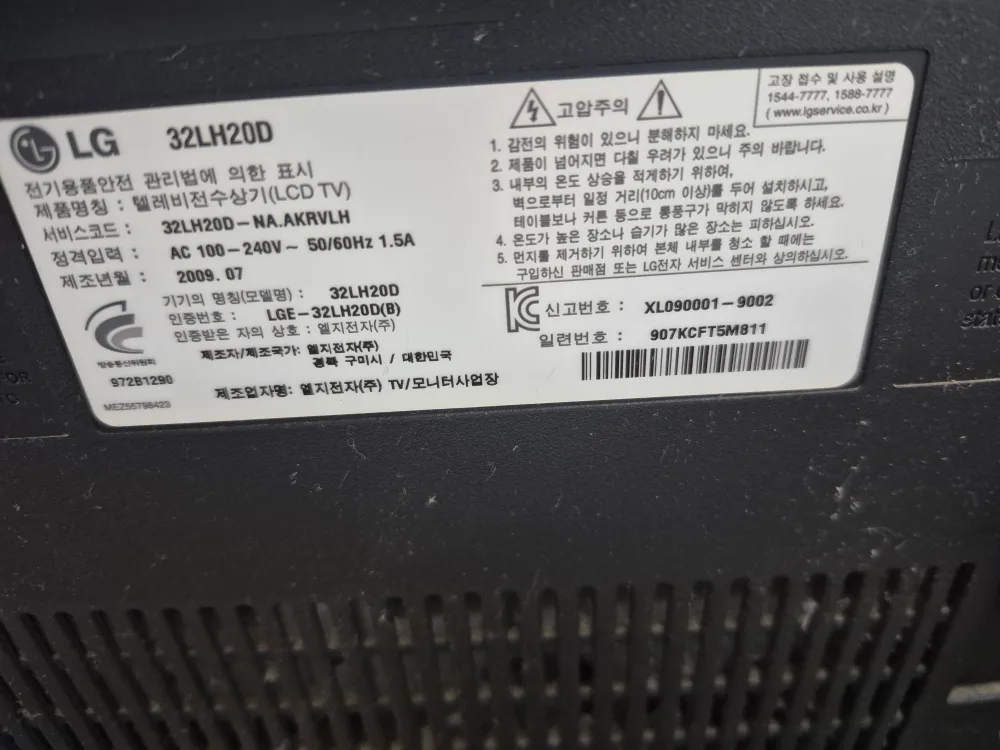 LG 32LH20D
전기용품안전 관리법에 의한 표시
제품명칭 : 텔레비전수상기(LCD TV)
서비스코드 : 32LH20D-NA.AKRVLH
정격입력 : AC 100-240V~ 50/60Hz 1.5A
제조년월 : 2009. 07
기기의 명칭(모델명) : 32LH20D
인증번호 : LGE-32LH20D(B)
인증받은 자의 상호 : 엘지전자(주)
제조자/제조국가: 엘지전자(주)
경북 구미시 / 대한민국
방송통신위원회
972B1290
제조업자명: 엘지전자(주) TV/모니터사업장
MEZ55798423
고압주의
고장 접수 및 사용 설명
1544-7777, 1588-7777
( www.lgservice.co.kr )
1. 감전의 위험이 있으니 분해하지 마세요.
2. 제품이 넘어지면 다칠 우려가 있으니 주의 바랍니다.
3. 내부의 온도 상승을 적게하기 위하여,
벽으로부터 일정 거리(10cm 이상)를 두어 설치하시고,
테이블보나 커튼 등으로 통풍구가 막히지 않도록 하세요.
4. 온도가 높은 장소나 습기가 많은 장소는 피하십시오.
5. 먼지를 제거하기 위하여 본체 내부를 청소 할 때에는
구입하신 판매점 또는 LG전자 서비스 센터와 상의하십시오.
신고번호 : XL090001-9002
일련번호 : 907KCFT5M811